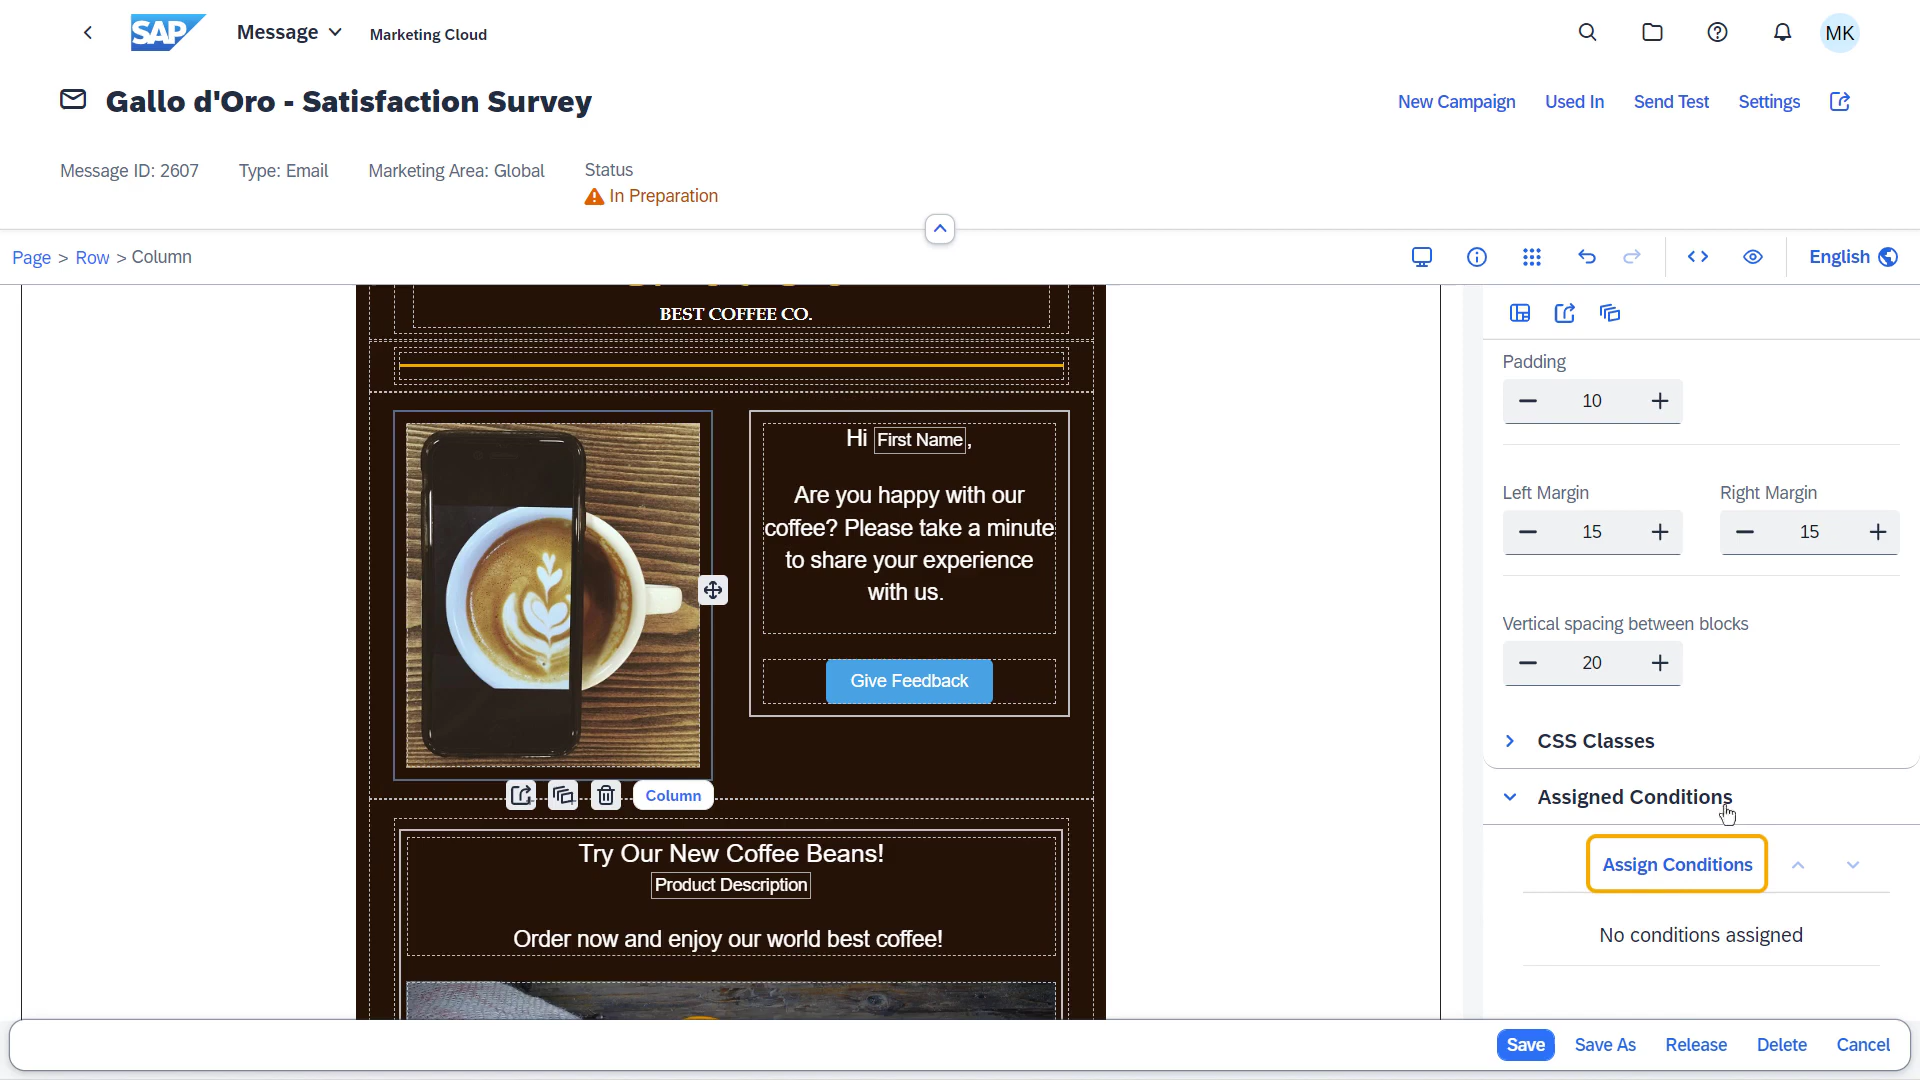 SAP
Message
Marketing Cloud
MK
Gallo d'Oro - Satisfaction Survey
New Campaign
Used In
Send Test
Settings
Message ID: 2607
Type: Email
Marketing Area: Global
Status
In Preparation
Page > Row > Column
English
BEST COFFEE CO.
Hi First Name,
Are you happy with our
coffee? Please take a minute
to share your experience
with us.
Give Feedback
Column
Try Our New Coffee Beans!
Product Description
Order now and enjoy our world best coffee!
Padding
10
Left Margin
Right Margin
15
15
Vertical spacing between blocks
20
CSS Classes
Assigned Conditions
Assign Conditions
No conditions assigned
Save
Save As
Release
Delete
Cancel